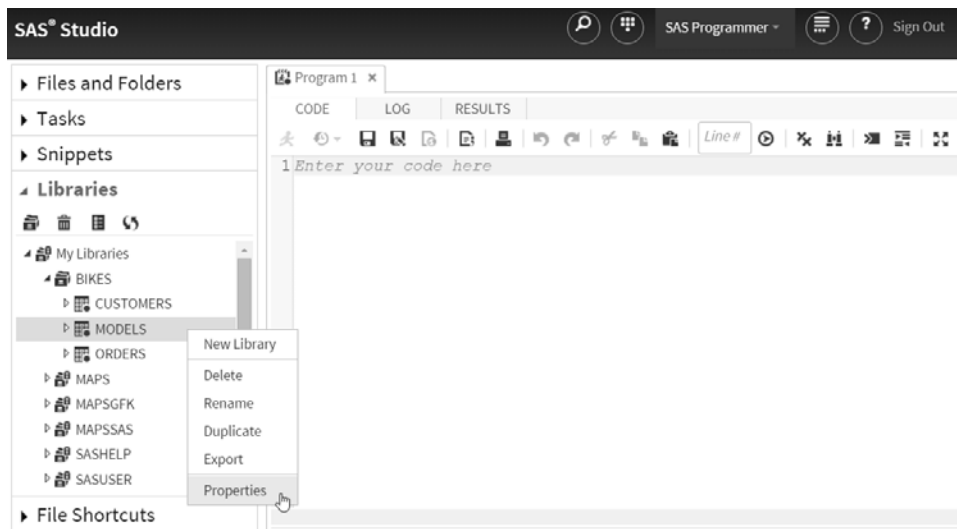 SAS® Studio
SAS Programmer
?
Sign Out
Files and Folders
Tasks
Snippets
Libraries
My Libraries
BIKES
CUSTOMERS
MODELS
ORDERS
MAPS
MAPSGFK
MAPSSAS
SASHELP
SASUSER
File Shortcuts
New Library
Delete
Rename
Duplicate
Export
Properties
Program 1 ×
CODE LOG RESULTS
Line #
1 Enter your code here